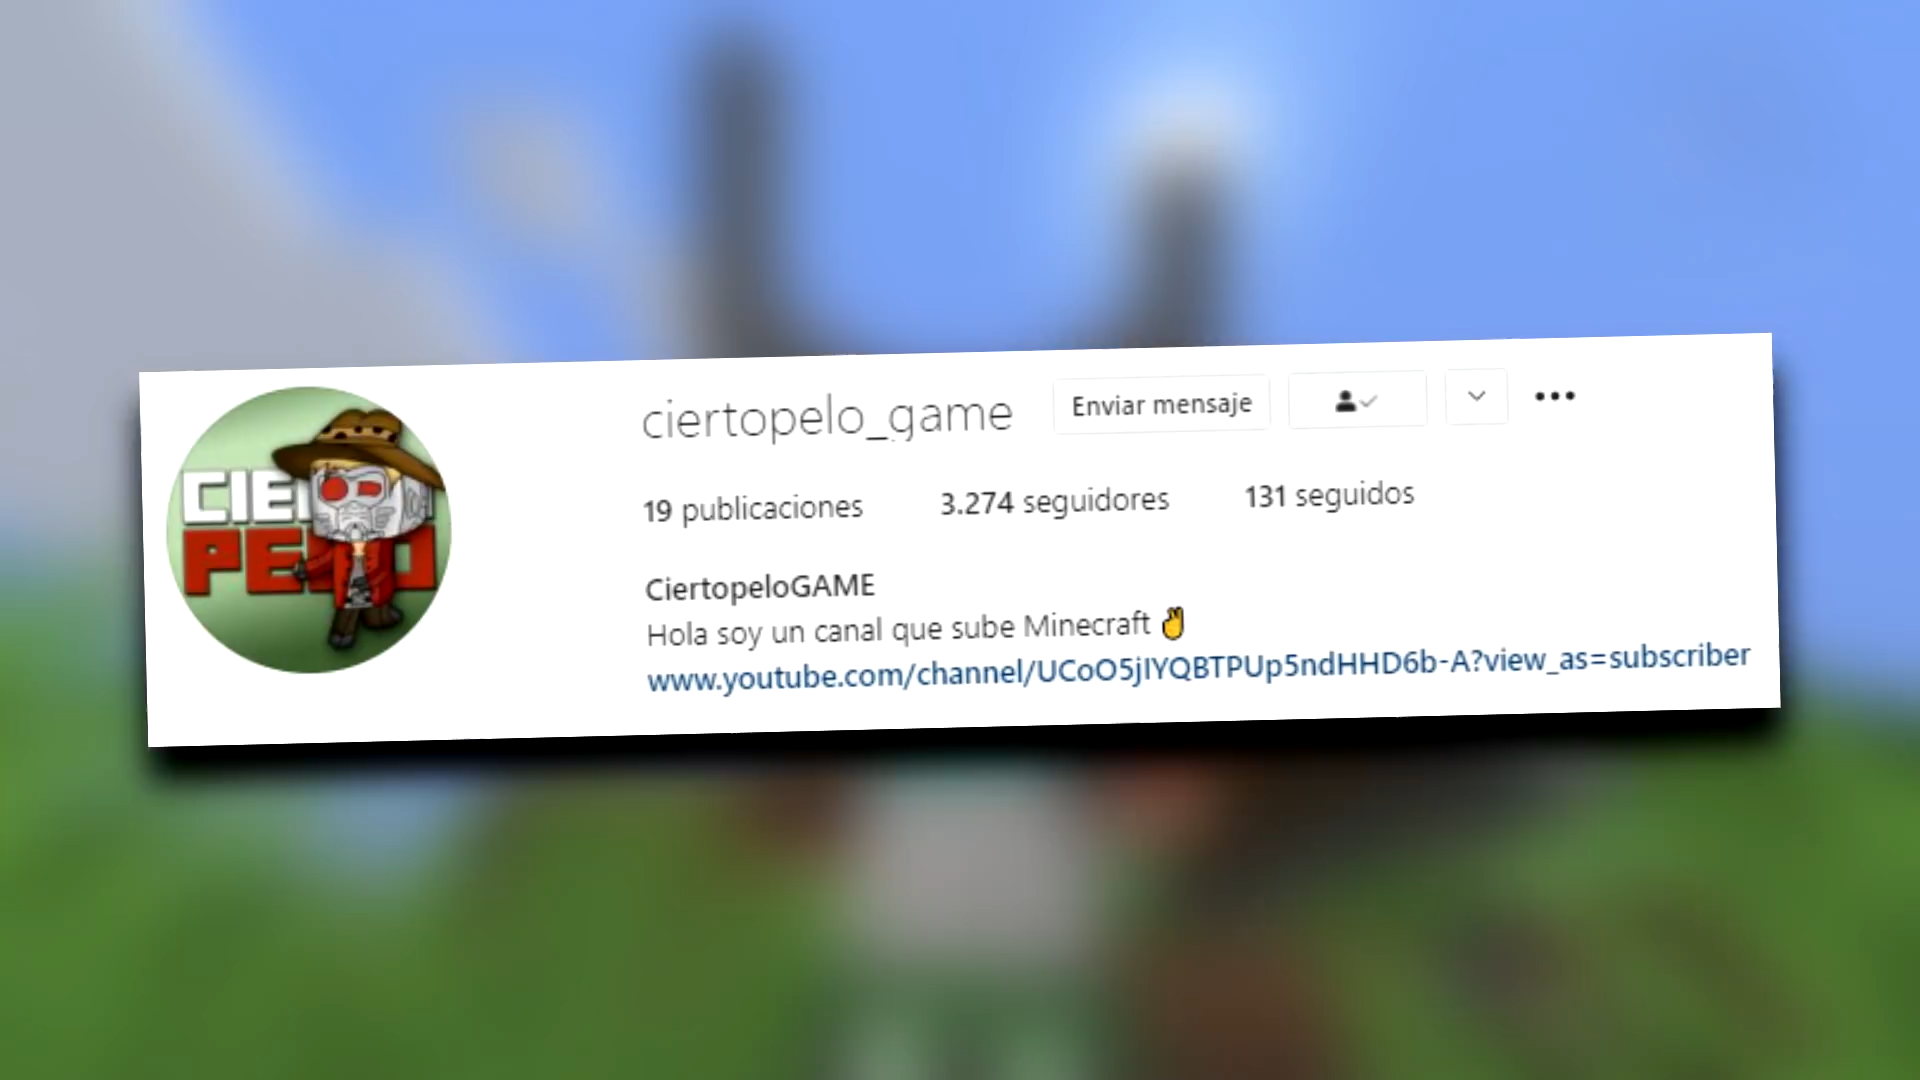 ciertopelo_game
Enviar mensaje
19 publicaciones
3.274 seguidores
131 seguidos
CiertopeloGAME
Hola soy un canal que sube Minecraft ✌
www.youtube.com/channel/UCoO5jIYQBTPUp5ndHHD6b-A?view_as=subscriber